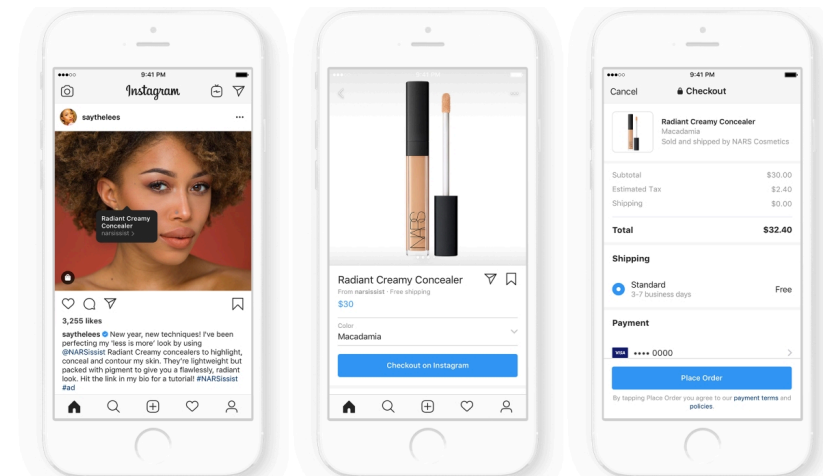 9:41 PM
Instagram
saythelees
Radiant Creamy
Concealer
narsissist >
3,255 likes
saythelees New year, new techniques! I've been
perfecting my 'less is more' look by using
@NARSissist Radiant Creamy concealers to highlight,
conceal and contour my skin. They're lightweight but
packed with pigment to give you a flawlessly, radiant
look. Hit the link in my bio for a tutorial! #NARSissist
#ad
NARS
Radiant Creamy Concealer
From narsissist · Free shipping
$30
Color
Macadamia
Checkout on Instagram
9:41 PM
Cancel
Checkout
Radiant Creamy Concealer
Macadamia
Sold and shipped by NARS Cosmetics
Subtotal $30.00
Estimated Tax $2.40
Shipping $0.00
Total $32.40
Shipping
Standard
3-7 business days
Free
Payment
VISA •••• 0000
Place Order
By tapping Place Order you agree to our payment terms and
policies.